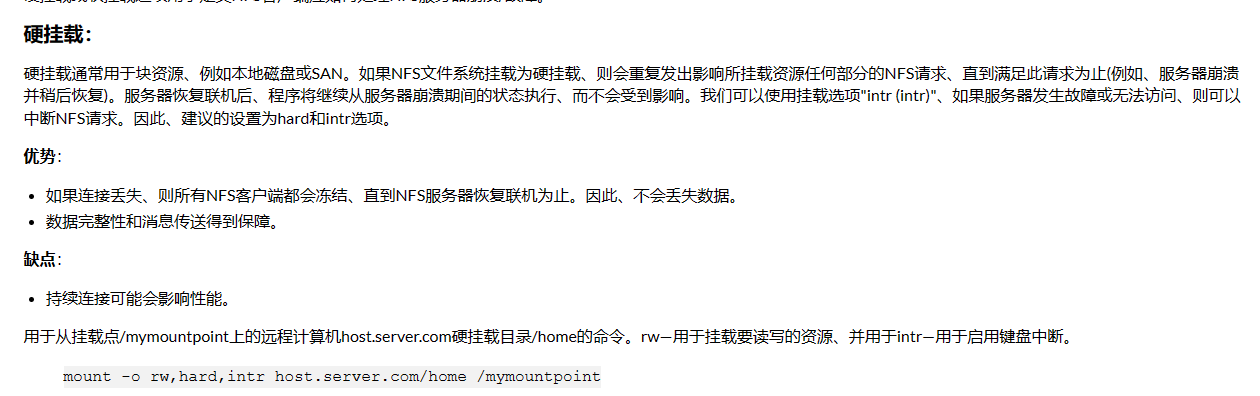 硬挂载：
硬挂载通常用于块资源、例如本地磁盘或SAN。如果NFS文件系统挂载为硬挂载、则会重复发出影响所挂载资源任何部分的NFS请求、直到满足此请求为止(例如、服务器崩溃
并稍后恢复)。服务器恢复联机后、程序将继续从服务器崩溃期间的状态执行、而不会受到影响。我们可以使用挂载选项"intr (intr)"、如果服务器发生故障或无法访问、则可以
中断NFS请求。因此、建议的设置为hard和intr选项。
优势：
• 如果连接丢失、则所有NFS客户端都会冻结、直到NFS服务器恢复联机为止。因此、不会丢失数据。
• 数据完整性和消息传送得到保障。
缺点：
• 持续连接可能会影响性能。
用于从挂载点/mymountpoint上的远程计算机host.server.com硬挂载目录/home的命令。rw—用于挂载要读写的资源、并用于intr—用于启用键盘中断。
mount -o rw,hard,intr host.server.com/home /mymountpoint